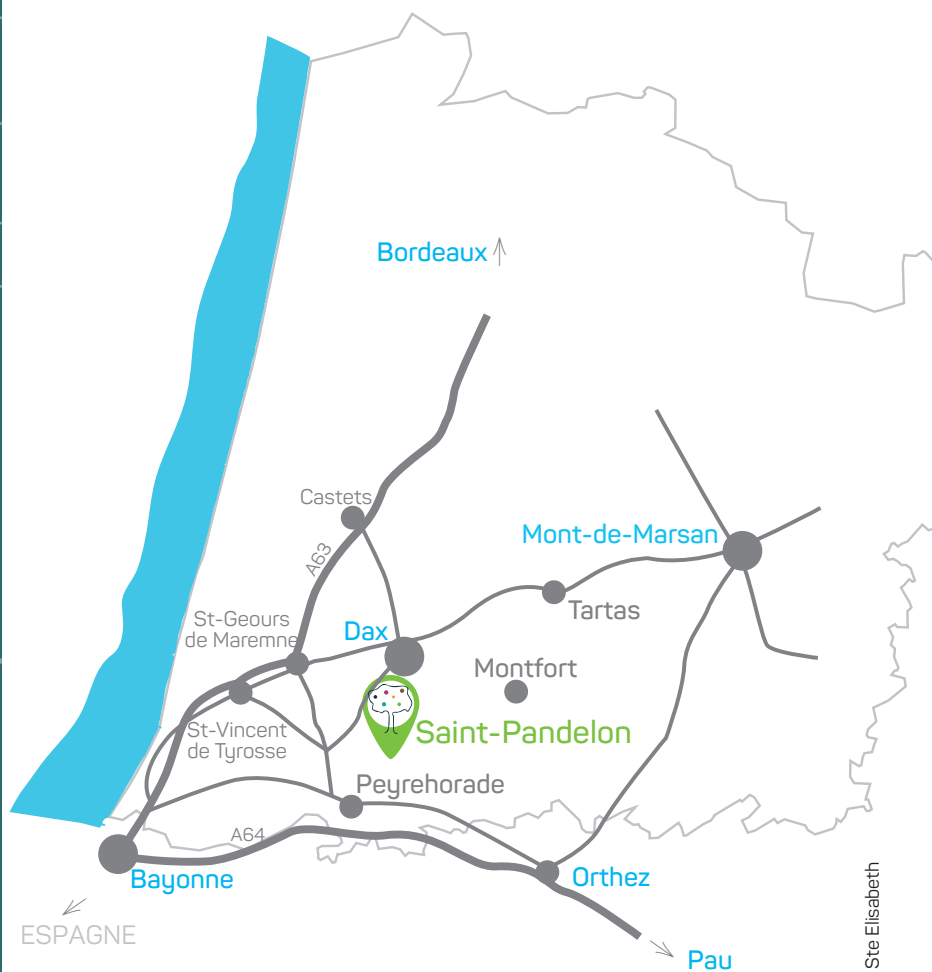 Bordeaux
Castets
A63
Mont-de-Marsan
Tartas
St-Geours
de Maremne
Dax
Montfort
St-Vincent
de Tyrosse
Saint-Pandelon
Peyrehorade
A64
Bayonne
Orthez
ESPAGNE
Pau
Ste Elisabeth